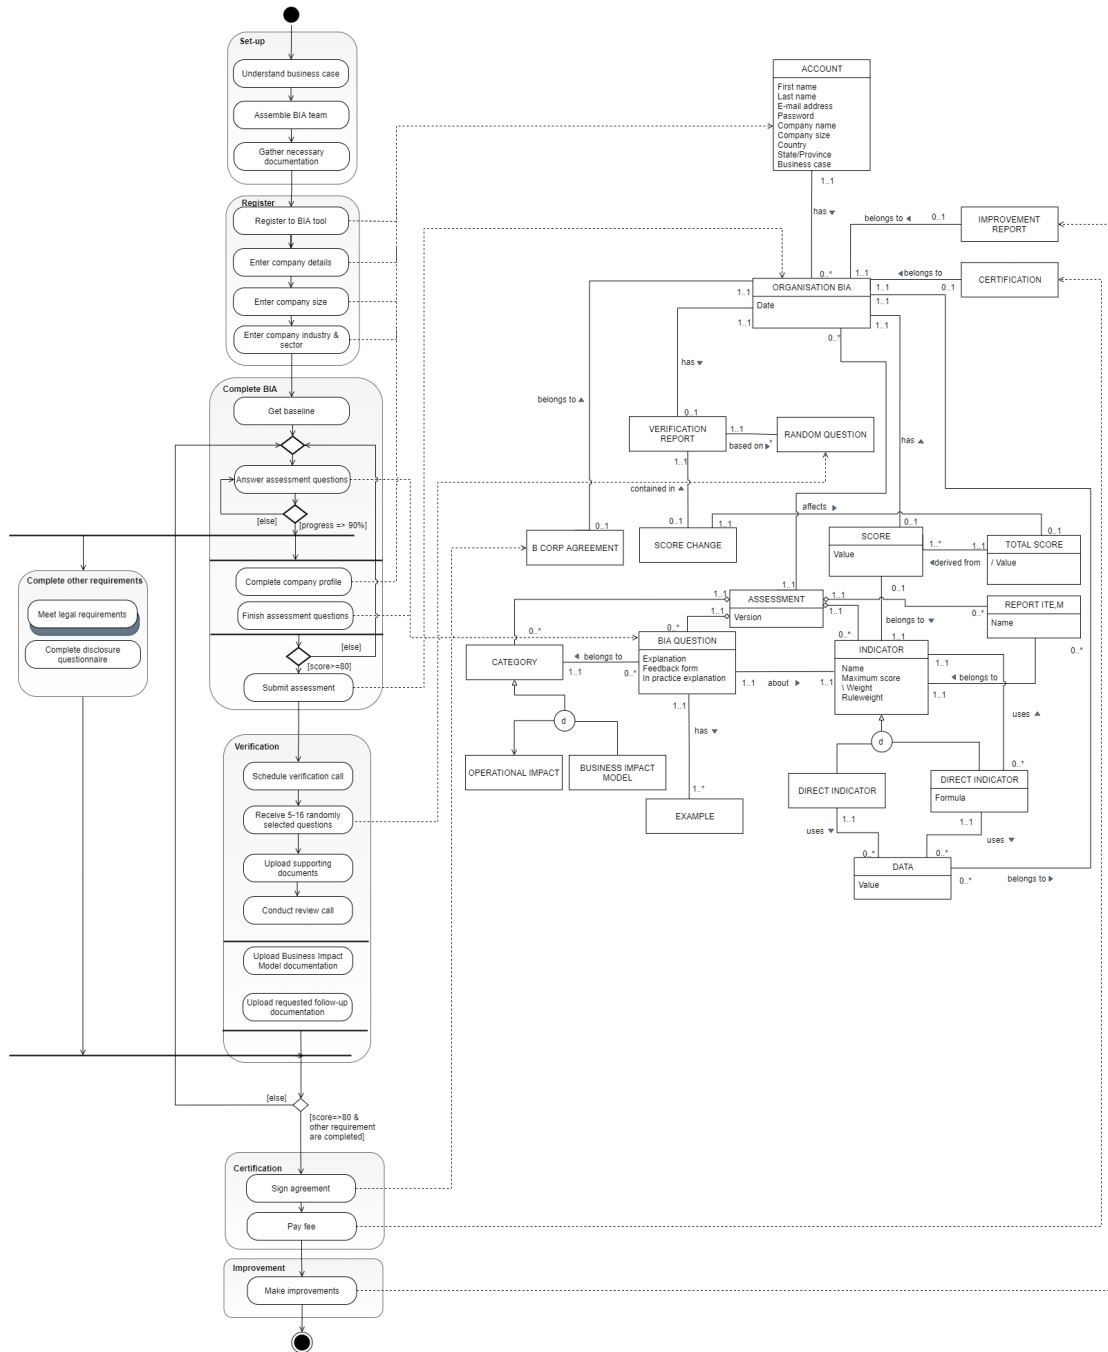 Set-up
Understand business case
Assemble BIA team
Gather necessary
documentation
Register
Register to BIA tool
Enter company details
Enter company size
Enter company industry &
sector
Complete BIA
Get baseline
Answer assessment questions
[else]
[progress => 90%]
Complete other requirements
Meet legal requirements
Complete disclosure
questionnaire
Complete company profile
Finish assessment questions
[else]
[score>=80]
Submit assessment
Verification
Schedule verification call
Receive 5-16 randomly
selected questions
Upload supporting
documents
Conduct review call
Upload Business Impact
Model documentation
Upload requested follow-up
documentation
[else]
[score=>80 &
other requirement
are completed]
Certification
Sign agreement
Pay fee
Improvement
Make improvements
ACCOUNT
First name
Last name
E-mail address
Password
Company name
Company size
Country
State/Province
Business case
1..1
has
0..*
belongs to
0..1
IMPROVEMENT
REPORT
1..1
belongs to
0..1
CERTIFICATION
ORGANISATION BIA
Date
1..1
1..1
1..1
1..1
1..1
0..*
has
0..1
belongs to
VERIFICATION
REPORT
1..1
based on
*
RANDOM QUESTION
1..1
contained in
0..1
has
affects
0..1
B CORP AGREEMENT
SCORE CHANGE
1..1
0..1
SCORE
Value
1..*
1..1
derived from
0..1
TOTAL SCORE
/ Value
0..1
1..1
ASSESSMENT
Version
1..1
1..1
1..1
REPORT ITE,M
Name
0..*
belongs to
0..*
0..*
0..*
1..1
CATEGORY
belongs to
1..1
0..*
BIA QUESTION
Explanation
Feedback form
In practice explanation
1..1
about
1..1
INDICATOR
Name
Maximum score
\ Weight
Ruleweight
1..1
belongs to
1..1
uses
d
OPERATIONAL IMPACT
BUSINESS IMPACT
MODEL
1..1
has
1..*
EXAMPLE
d
0..*
DIRECT INDICATOR
DIRECT INDICATOR
Formula
1..1
uses
1..1
uses
0..*
0..*
DATA
Value
0..*
belongs to